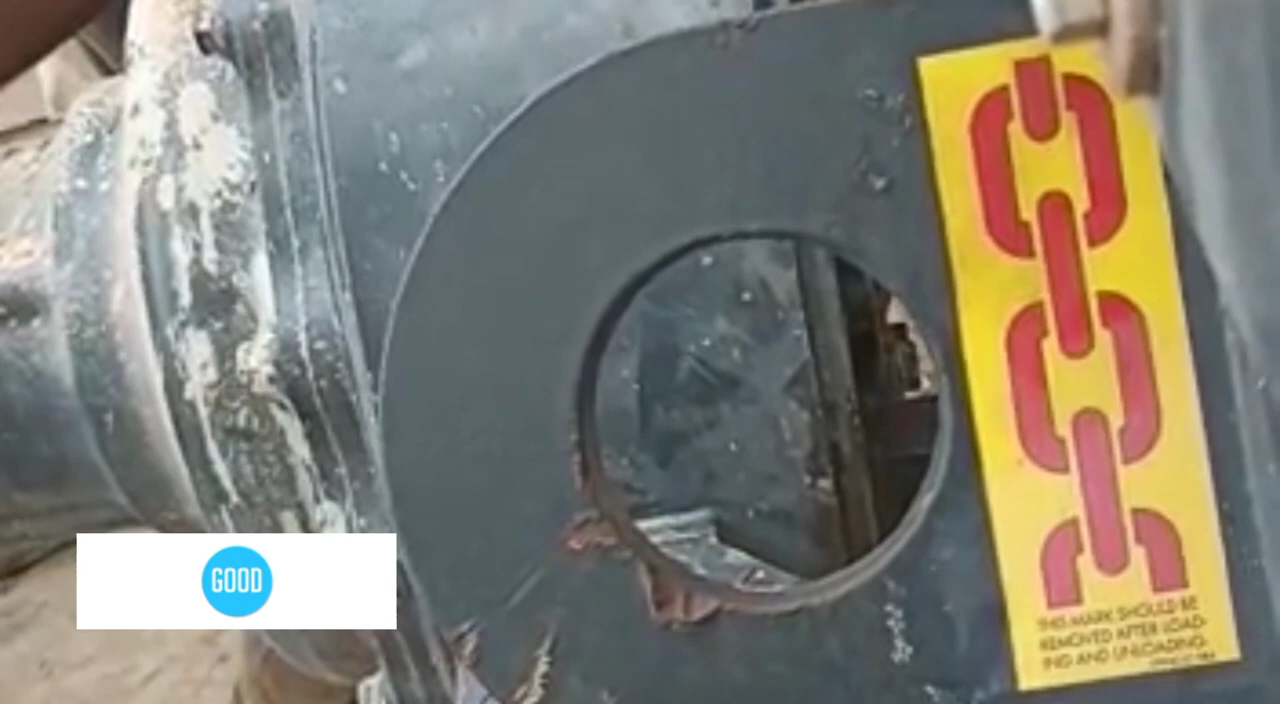 THIS MARK SHOULD BE
REMOVED AFTER LOAD-
ING AND UNLOADING.
GOOD